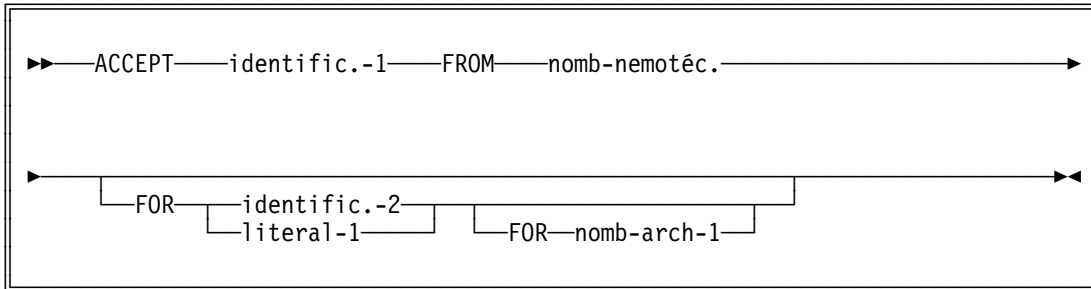 ACCEPT identific.-1 FROM nomb-nemotéc.
FOR identific.-2
literal-1 FOR nomb-arch-1